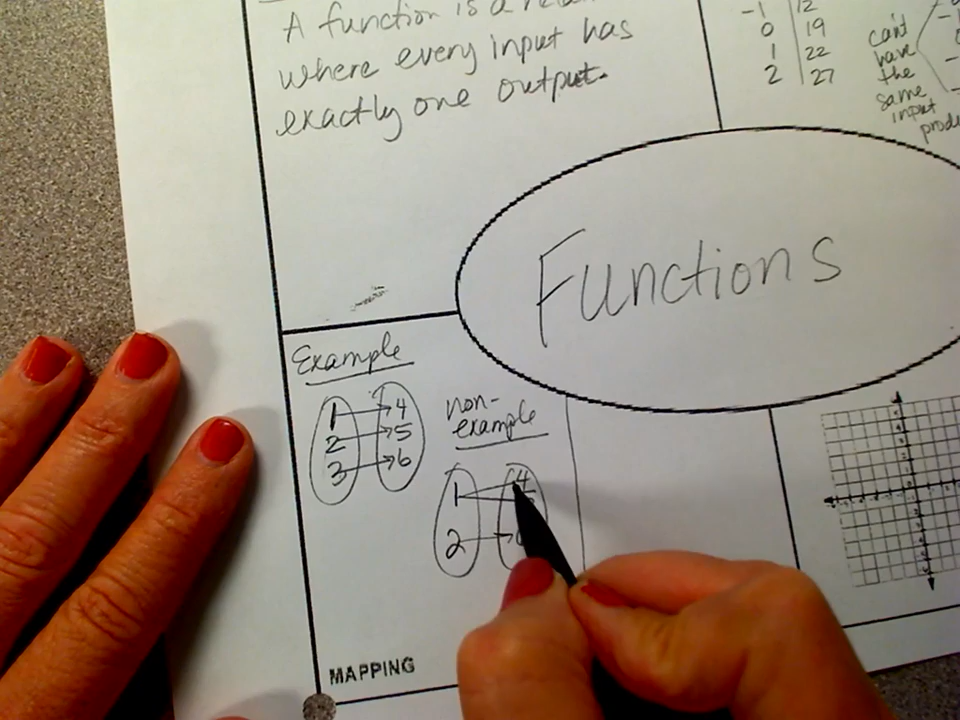 A function is a
where every input has
exactly one output.
-1 12
0 19
1 22
2 27
can't
have
the
same
input
Functions
Example
1 4
2 5
3 6
non-
example
1 4
2
MAPPING